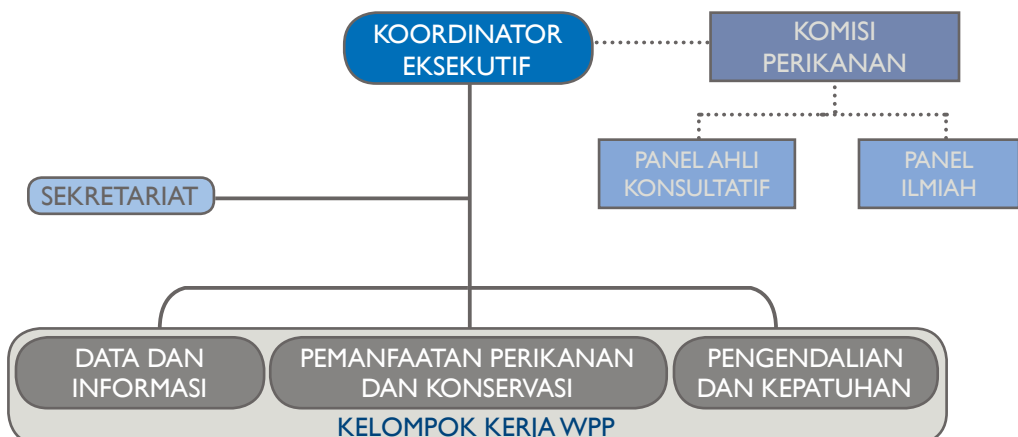 KOORDINATOR
EKSEKUTIF
KOMISI
PERIKANAN
PANEL AHLI
KONSULTATIF
PANEL
ILMIAH
SEKRETARIAT
DATA DAN
INFORMASI
PEMANFAATAN PERIKANAN
DAN KONSERVASI
PENGENDALIAN
DAN KEPATUHAN
KELOMPOK KERJA WPP